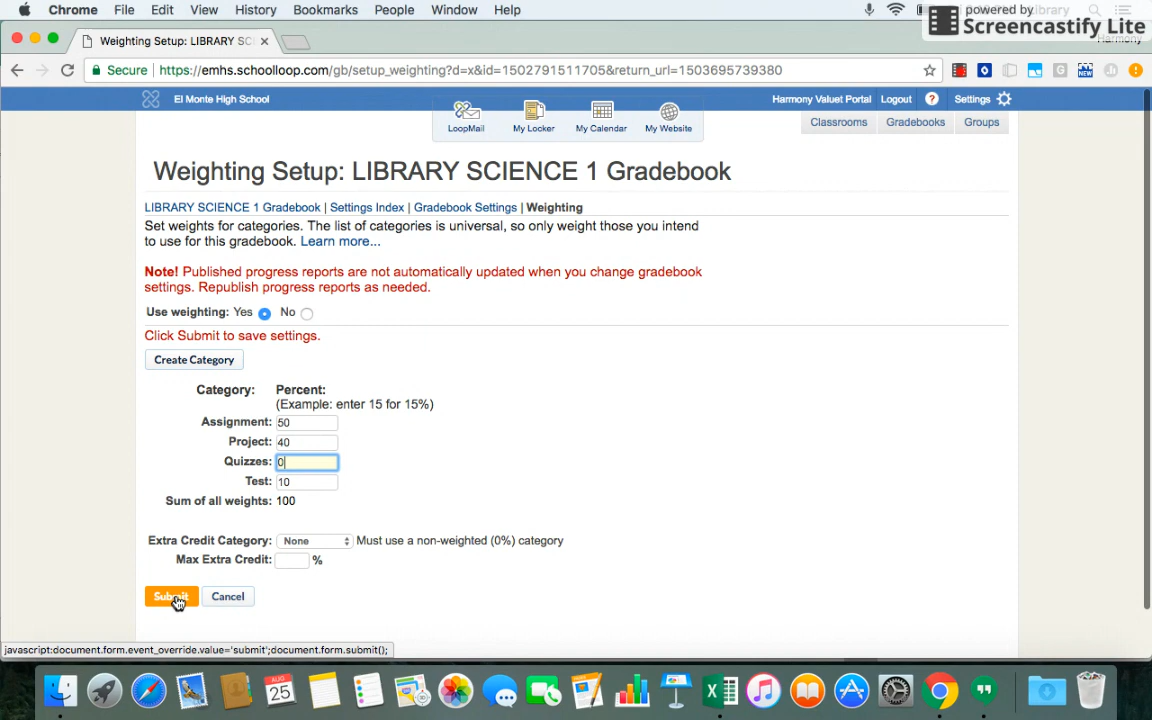 Chrome File Edit View History Bookmarks People Window Help
powered by
Screencastify Lite
Library
Weighting Setup: LIBRARY SC
Harmony
Secure https://emhs.schoolloop.com/gb/setup_weighting?d=x&id=1502791511705&return_url=1503695739380
NEW
El Monte High School
Harmony Valuet Portal Logout ? Settings
LoopMail My Locker My Calendar My Website
Classrooms Gradebooks Groups
Weighting Setup: LIBRARY SCIENCE 1 Gradebook
LIBRARY SCIENCE 1 Gradebook | Settings Index | Gradebook Settings | Weighting
Set weights for categories. The list of categories is universal, so only weight those you intend
to use for this gradebook. Learn more...
Note! Published progress reports are not automatically updated when you change gradebook
settings. Republish progress reports as needed.
Use weighting: Yes No
Click Submit to save settings.
Create Category
Category: Percent:
(Example: enter 15 for 15%)
Assignment: 50
Project: 40
Quizzes: 0
Test: 10
Sum of all weights: 100
Extra Credit Category: None Must use a non-weighted (0%) category
Max Extra Credit: %
Submit Cancel
javascript:document.form.event_override.value='submit';document.form.submit();
AUG
25